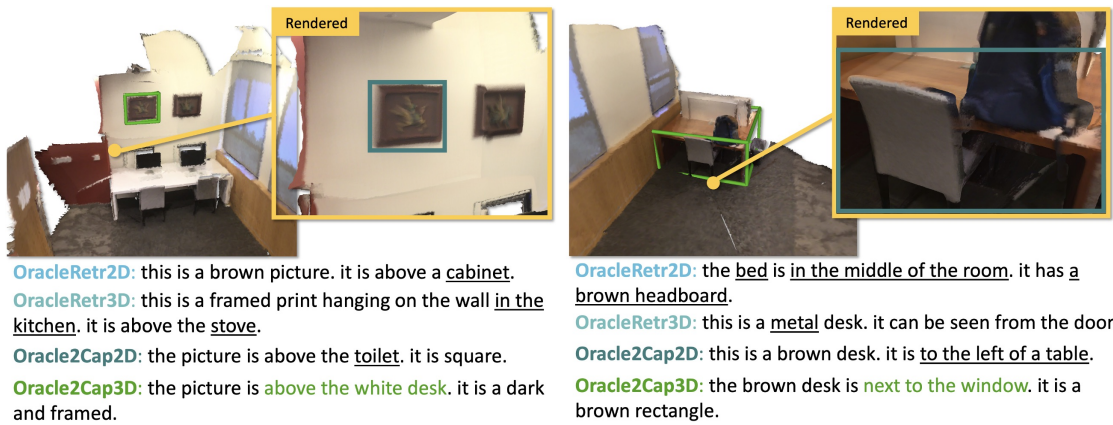 Rendered
OracleRetr2D: this is a brown picture. it is above a cabinet.
OracleRetr3D: this is a framed print hanging on the wall in the
kitchen. it is above the stove.
Oracle2Cap2D: the picture is above the toilet. it is square.
Oracle2Cap3D: the picture is above the white desk. it is a dark
and framed.
Rendered
OracleRetr2D: the bed is in the middle of the room. it has a
brown headboard.
OracleRetr3D: this is a metal desk. it can be seen from the door
Oracle2Cap2D: this is a brown desk. it is to the left of a table.
Oracle2Cap3D: the brown desk is next to the window. it is a
brown rectangle.